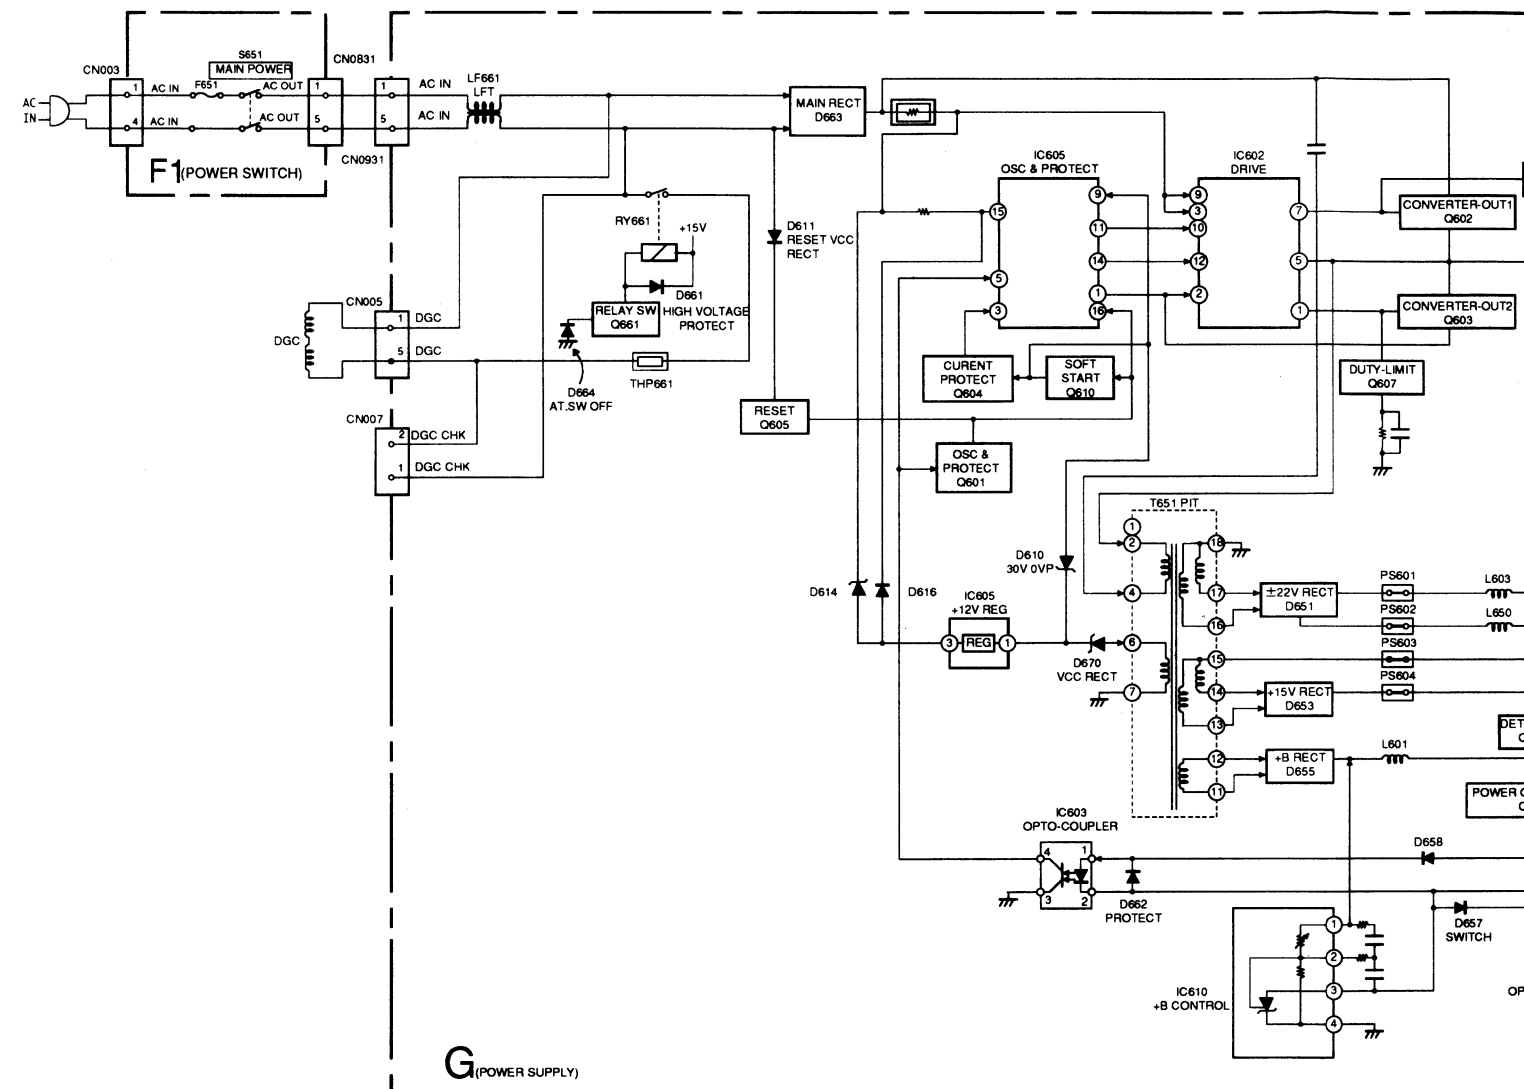 CN003
S651
MAIN POWER
CN0831
AC IN
F651
AC OUT
1
1
1
AC IN
LF661
LFT
AC
IN
4
AC IN
AC OUT
5
5
AC IN
CN0931
F1(POWER SWITCH)
MAIN RECT
D663
RY661
+15V
D661
HIGH VOLTAGE
PROTECT
RELAY SW
Q661
D664
AT.SW OFF
THP661
D611
RESET VCC
RECT
CN005
1
DGC
DGC
5
DGC
CN007
2
DGC CHK
1
DGC CHK
RESET
Q605
IC605
OSC & PROTECT
15
5
3
9
11
14
1
16
IC602
DRIVE
9
3
10
12
2
7
5
1
CONVERTER-OUT1
Q602
CONVERTER-OUT2
Q603
DUTY-LIMIT
Q607
CURENT
PROTECT
Q604
SOFT
START
Q610
OSC &
PROTECT
Q601
D614
D616
D610
30V 0VP
IC605
+12V REG
3
REG
1
D670
VCC RECT
T651 PIT
1
2
4
6
7
18
17
16
15
14
13
12
11
±22V RECT
D651
+15V RECT
D653
+B RECT
D655
PS601
PS602
PS603
PS604
L603
L650
L601
DET
POWER
IC603
OPTO-COUPLER
4
1
3
2
D662
PROTECT
D658
D657
SWITCH
IC610
+B CONTROL
1
2
3
4
OP
G(POWER SUPPLY)